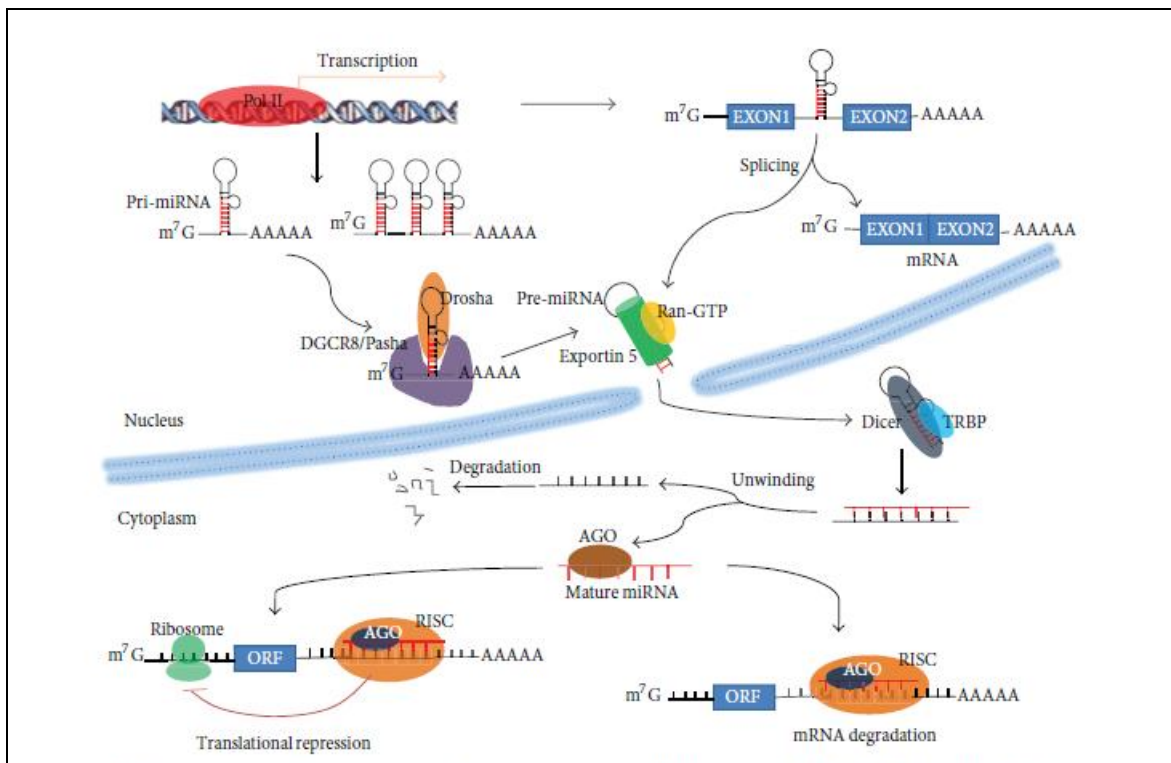 Transcription
Pol II
m⁷G EXON1 EXON2 AAAAA
Splicing
Pri-miRNA
m⁷G AAAAA m⁷G AAAAA
m⁷G EXON1 EXON2 AAAAA
mRNA
Drosha
Pre-miRNA
Ran-GTP
DGCR8/Pasha
Exportin 5
m⁷G AAAAA
Nucleus
Dicer TRBP
Degradation
Unwinding
Cytoplasm
AGO
Mature miRNA
Ribosome
AGO RISC
m⁷G ORF AAAAA
AGO RISC
m⁷G ORF AAAAA
Translational repression
mRNA degradation